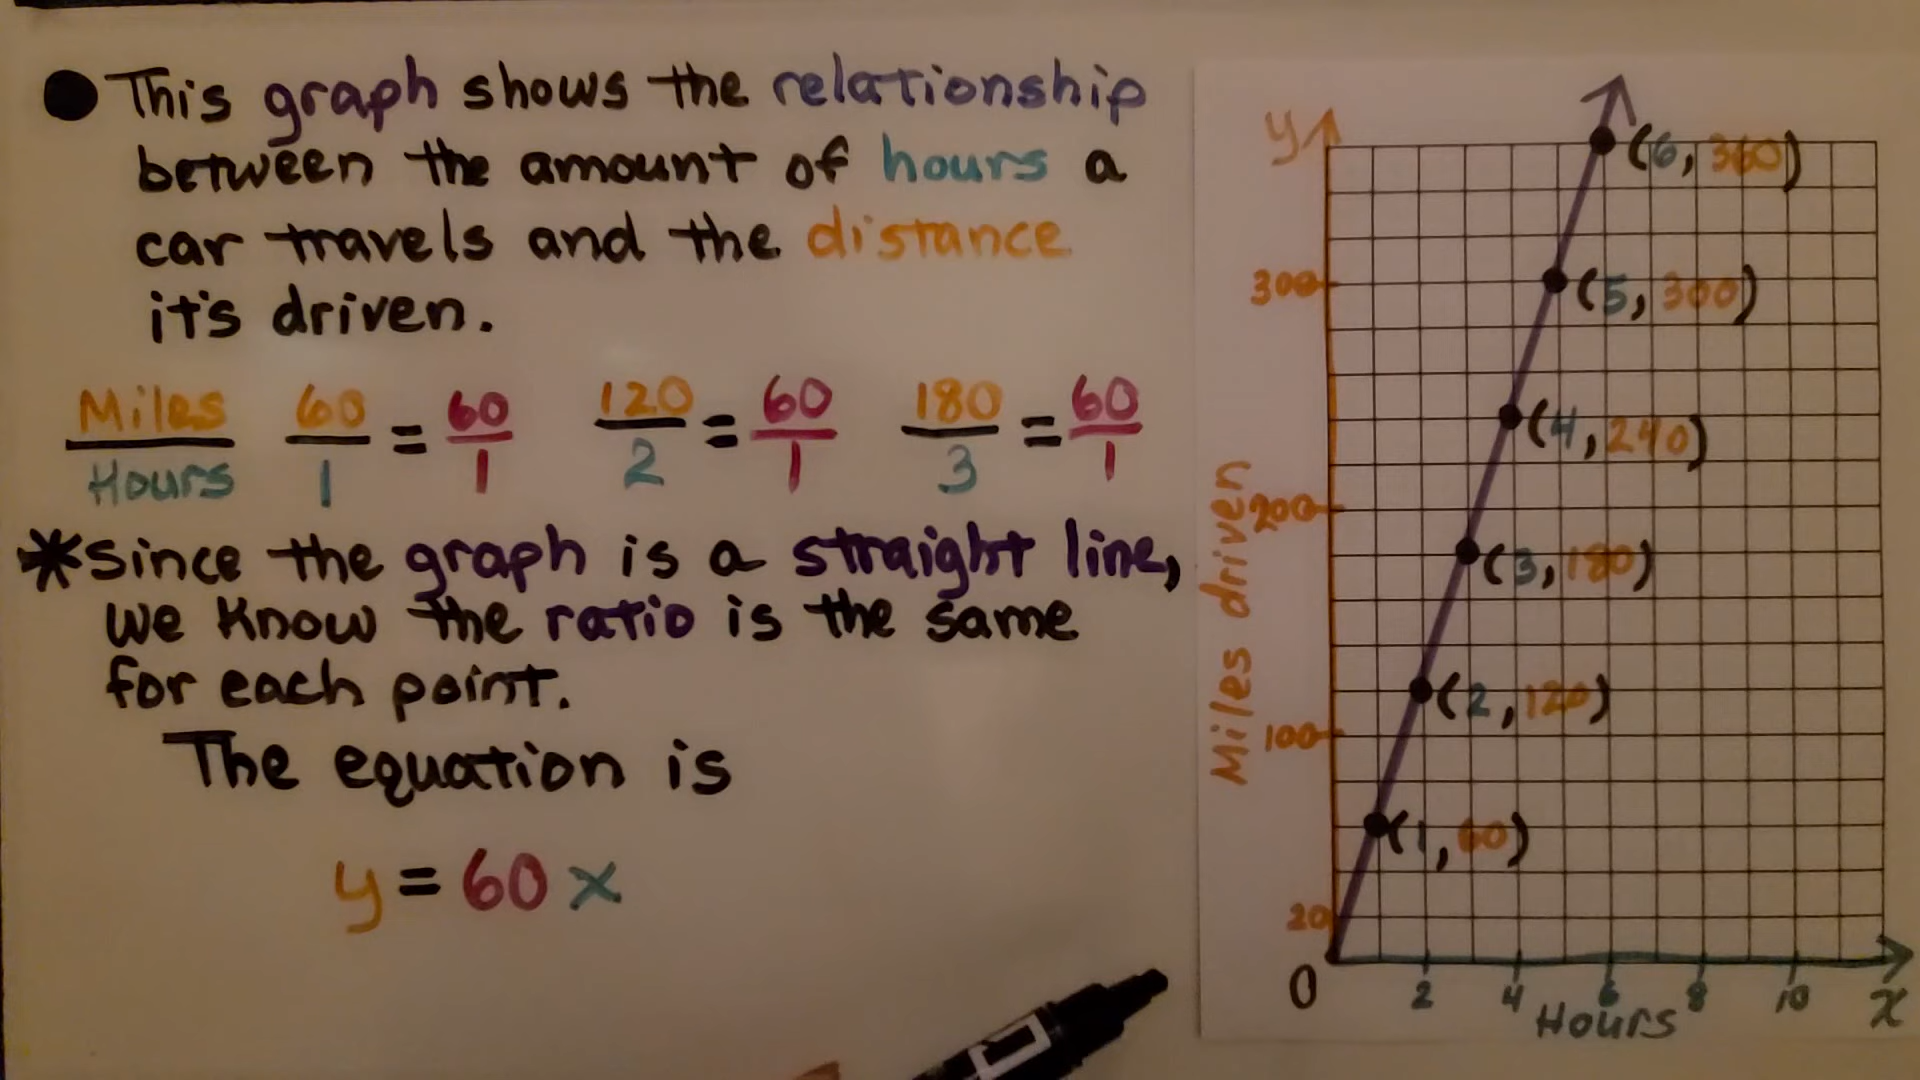 This graph shows the relationship
between the amount of hours a
car travels and the distance
it's driven.
Miles/Hours 60/1 = 60/1 120/2 = 60/1 180/3 = 60/1
*Since the graph is a straight line,
we know the ratio is the same
for each point.
The equation is
y = 60x
y
(6, 360)
300
(5, 300)
(4, 240)
200
(3, 180)
Miles driven
(2, 120)
100
(1, 60)
20
0 2 4 6 8 10 x
Hours